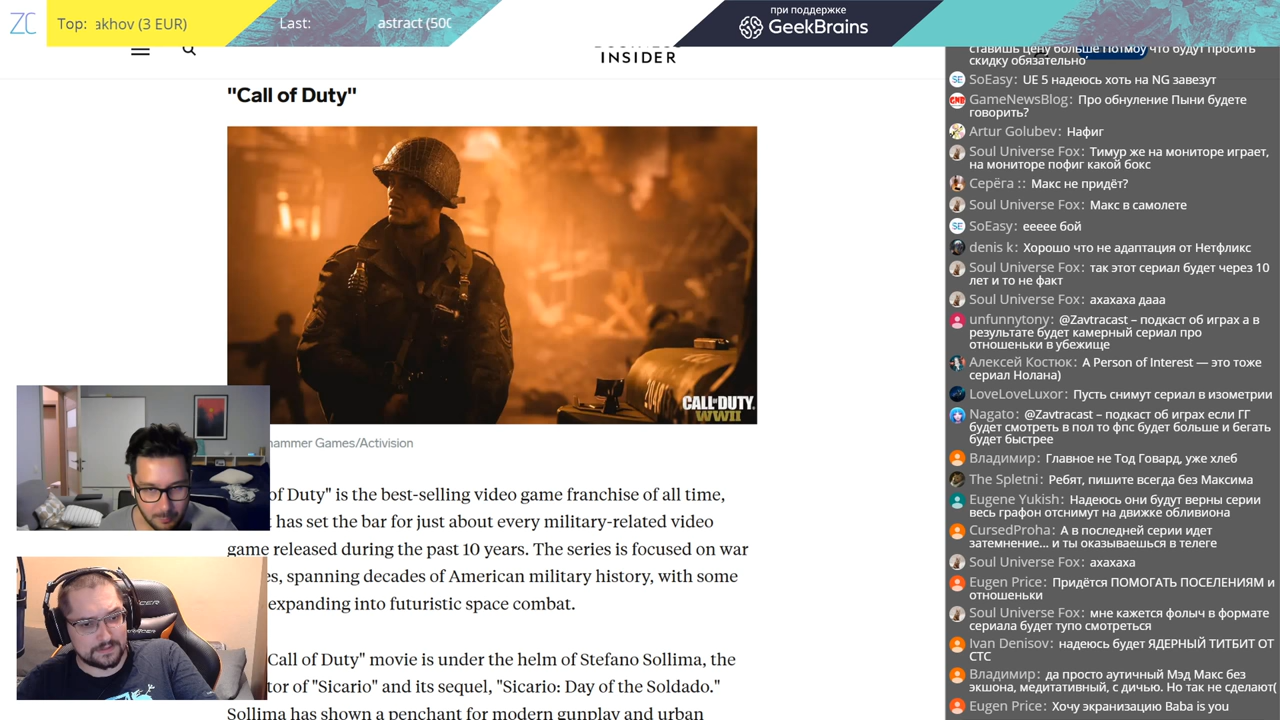 ZC
Top: akhov (3 EUR)
Last: astract (500
при поддержке
GeekBrains
INSIDER
"Call of Duty"
CALL OF DUTY
WWII
hammer Games/Activision
of Duty" is the best-selling video game franchise of all time,
has set the bar for just about every military-related video
game released during the past 10 years. The series is focused on war
es, spanning decades of American military history, with some
expanding into futuristic space combat.
Call of Duty" movie is under the helm of Stefano Sollima, the
tor of "Sicario" and its sequel, "Sicario: Day of the Soldado."
Sollima has shown a penchant for modern gunplay and urban
ставишь цену больше Потмоу что будут просить
скидку обязательно
SoEasy: UE 5 надеюсь хоть на NG завезут
GameNewsBlog: Про обнуление Пыни будете
говорить?
Artur Golubev: Нафиг
Soul Universe Fox: Тимур же на мониторе играет,
на мониторе пофиг какой бокс
Серёга :: Макс не придёт?
Soul Universe Fox: Макс в самолете
SoEasy: еееее бой
denis k: Хорошо что не адаптация от Нетфликс
Soul Universe Fox: так этот сериал будет через 10
лет и то не факт
Soul Universe Fox: ахахаха дааа
unfunnytony: @Zavtracast – подкаст об играх а в
результате будет камерный сериал про
отношеньки в убежище
Алексей Костюк: А Person of Interest — это тоже
сериал Нолана)
LoveLoveLuxor: Пусть снимут сериал в изометрии
Nagato: @Zavtracast – подкаст об играх если ГГ
будет смотреть в пол то фпс будет больше и бегать
будет быстрее
Владимир: Главное не Тод Говард, уже хлеб
The Spletni: Ребят, пишите всегда без Максима
Eugene Yukish: Надеюсь они будут верны серии
весь графон отснимут на движке обливиона
CursedProha: А в последней серии идет
затемнение... и ты оказываешься в телеге
Soul Universe Fox: ахахаха
Eugen Price: Придётся ПОМОГАТЬ ПОСЕЛЕНИЯМ и
отношеньки
Soul Universe Fox: мне кажется фолыч в формате
сериала будет тупо смотреться
Ivan Denisov: надеюсь будет ЯДЕРНЫЙ ТИТБИТ ОТ
СТС
Владимир: да просто аутичный Мэд Макс без
экшона, медитативный, с дичью. Но так не сделают(
Eugen Price: Хочу экранизацию Baba is you